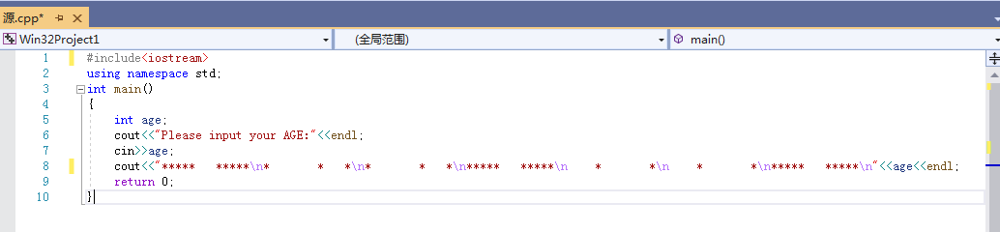 源.cpp*
Win32Project1 (全局范围) main()
1 #include<iostream>
2 using namespace std;
3 int main()
4 {
5 int age;
6 cout<<"Please input your AGE:"<<endl;
7 cin>>age;
8 cout<<"*****   *****\n*       *   *\n*       *   *\n*****   *****\n    *       *\n    *       *\n*****   *****\n"<<age<<endl;
9 return 0;
10 }